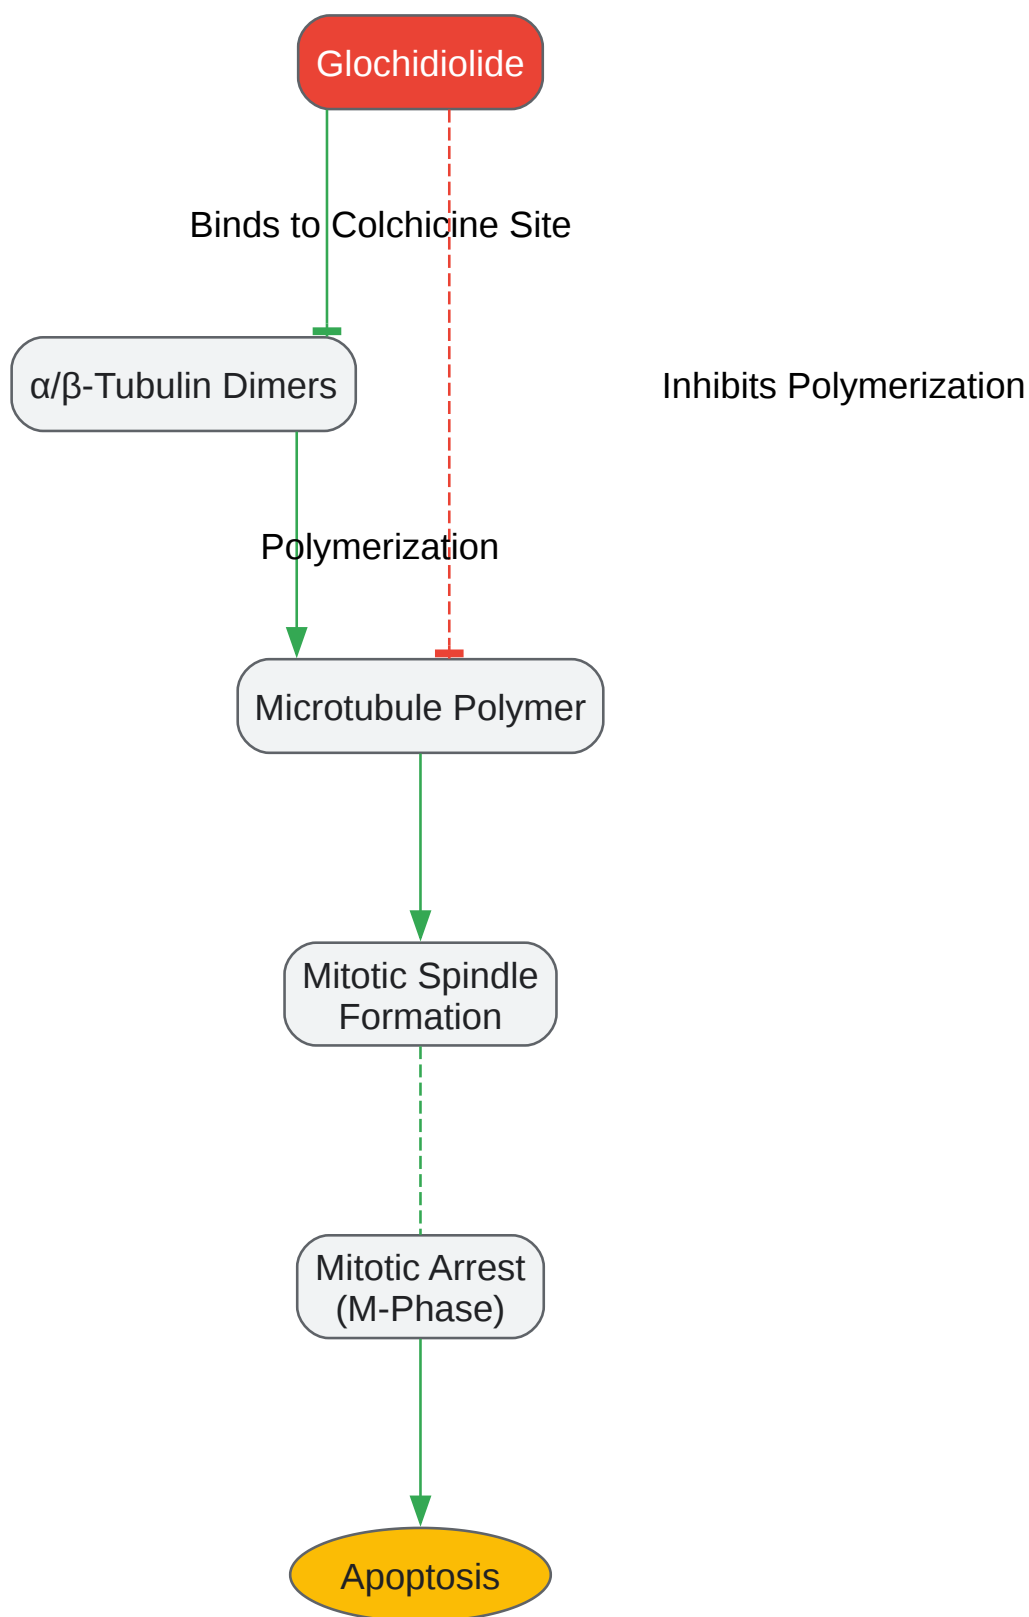 Glochidiolide
Binds to Colchicine Site
α/β-Tubulin Dimers
Inhibits Polymerization
Polymerization
Microtubule Polymer
Mitotic Spindle
Formation
Mitotic Arrest
(M-Phase)
Apoptosis